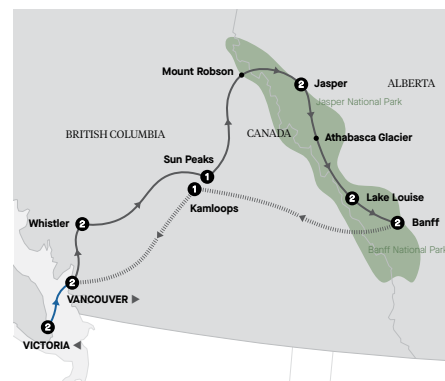 Mount Robson
2
Jasper
ALBERTA
Jasper National Park
BRITISH COLUMBIA
CANADA
Athabasca Glacier
Sun Peaks
1
1
Kamloops
2
Lake Louise
Whistler
2
2
Banff
Banff National Park
2
VANCOUVER
2
VICTORIA